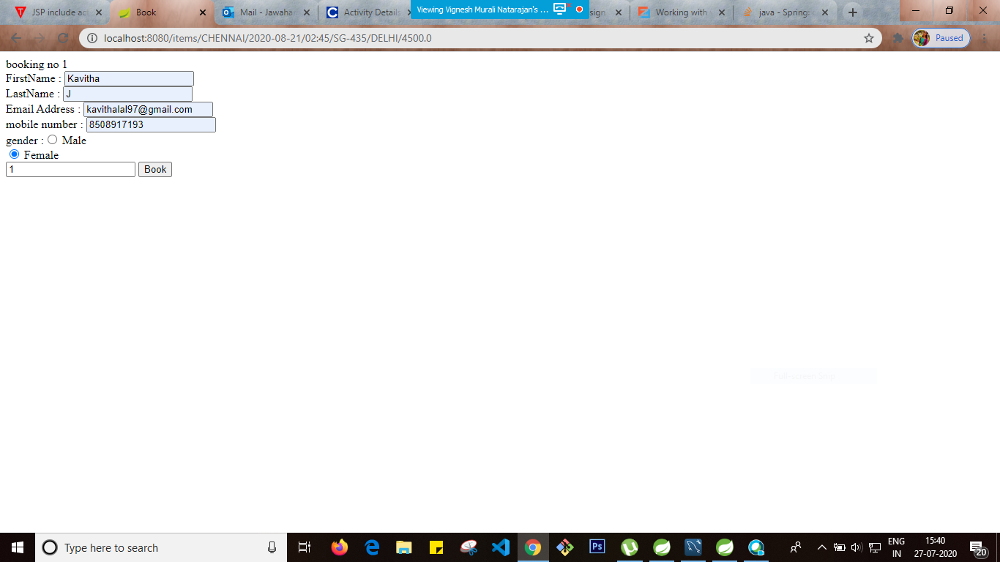 JSP include act
Book
Mail - Jawahar
Activity Details
Viewing Vignesh Murali Natarajan's ...
sign
Working with
java - Spring:
localhost:8080/items/CHENNAI/2020-08-21/02:45/SG-435/DELHI/4500.0
Paused
booking no 1
FirstName : Kavitha
LastName : J
Email Address : kavithalal97@gmail.com
mobile number : 8508917193
gender : Male
Female
1 Book
Full-screen Snip
Type here to search
Ps
ENG
IN
15:40
27-07-2020
20